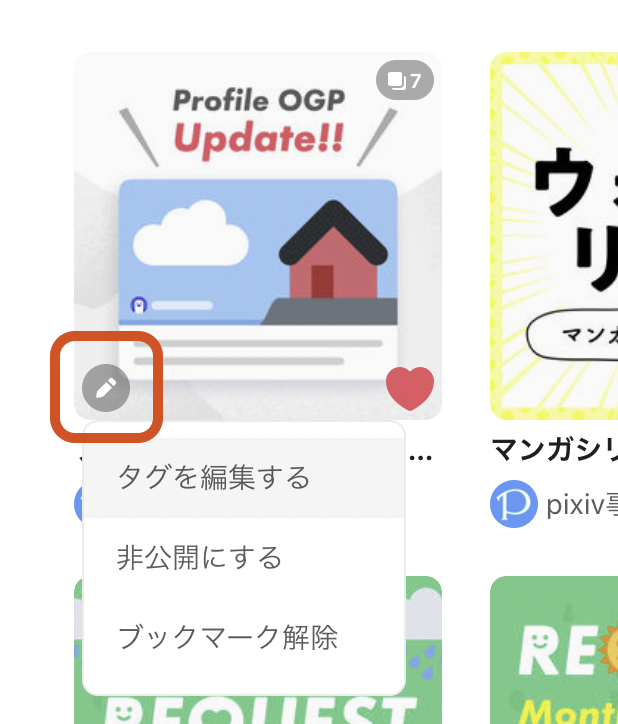 7
Profile OGP
Update!!
マンガ
...
マンガシリ
pixiv事
タグを編集する
非公開にする
ブックマーク解除
REQUEST
RE
Mont